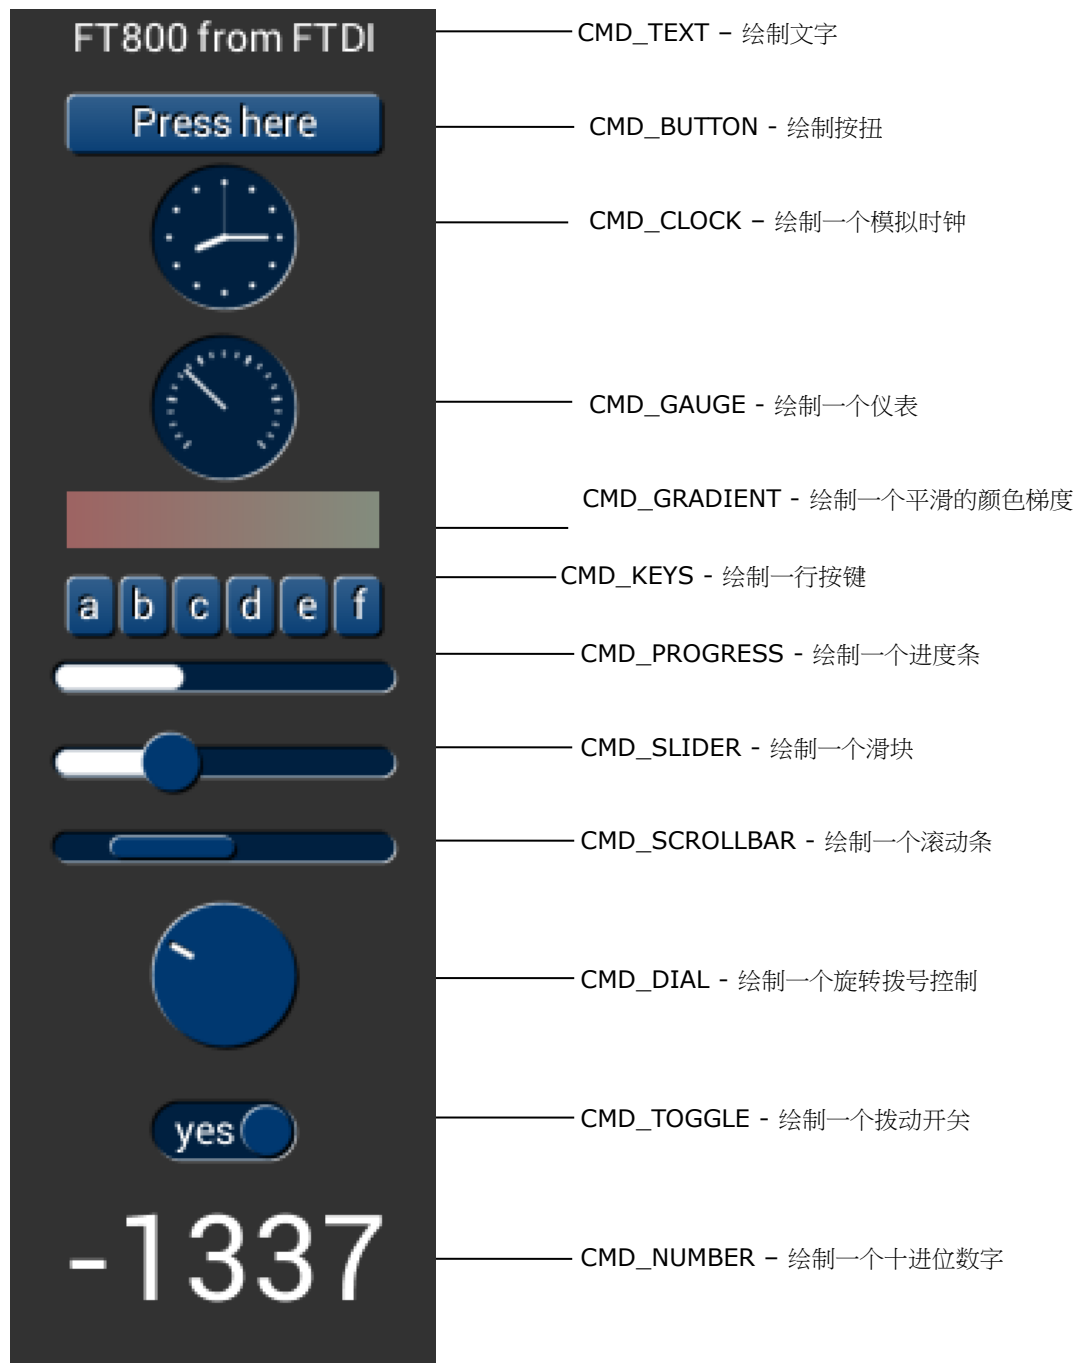 FT800 from FTDI
CMD_TEXT – 绘制文字
Press here
CMD_BUTTON - 绘制按扭
CMD_CLOCK – 绘制一个模拟时钟
CMD_GAUGE - 绘制一个仪表
CMD_GRADIENT - 绘制一个平滑的颜色梯度
CMD_KEYS - 绘制一行按键
a b c d e f
CMD_PROGRESS - 绘制一个进度条
CMD_SLIDER - 绘制一个滑块
CMD_SCROLLBAR - 绘制一个滚动条
CMD_DIAL - 绘制一个旋转拨号控制
CMD_TOGGLE - 绘制一个拨动开关
yes
-1337
CMD_NUMBER – 绘制一个十进位数字